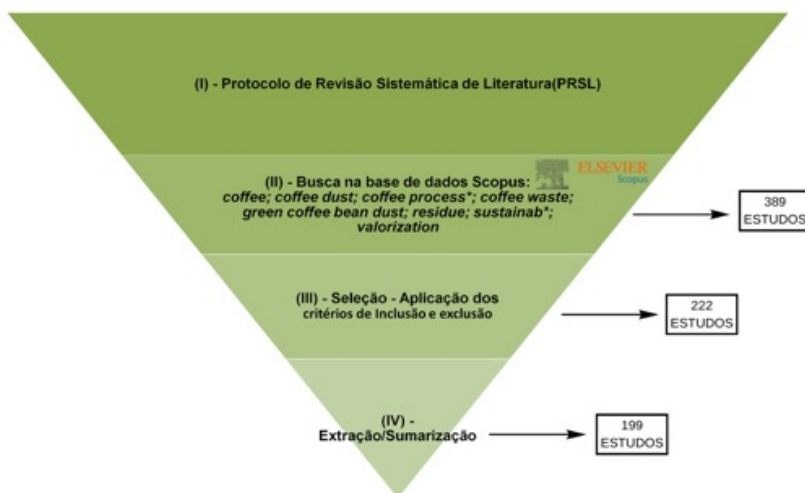 (I) - Protocolo de Revisão Sistemática de Literatura(PRSL)
ELSEVIER
Scopus
(II) - Busca na base de dados Scopus:
coffee; coffee dust; coffee process*; coffee waste;
green coffee bean dust; residue; sustainab*;
valorization
389
ESTUDOS
(III) - Seleção - Aplicação dos
critérios de Inclusão e exclusão
222
ESTUDOS
(IV) -
Extração/Sumarização
199
ESTUDOS